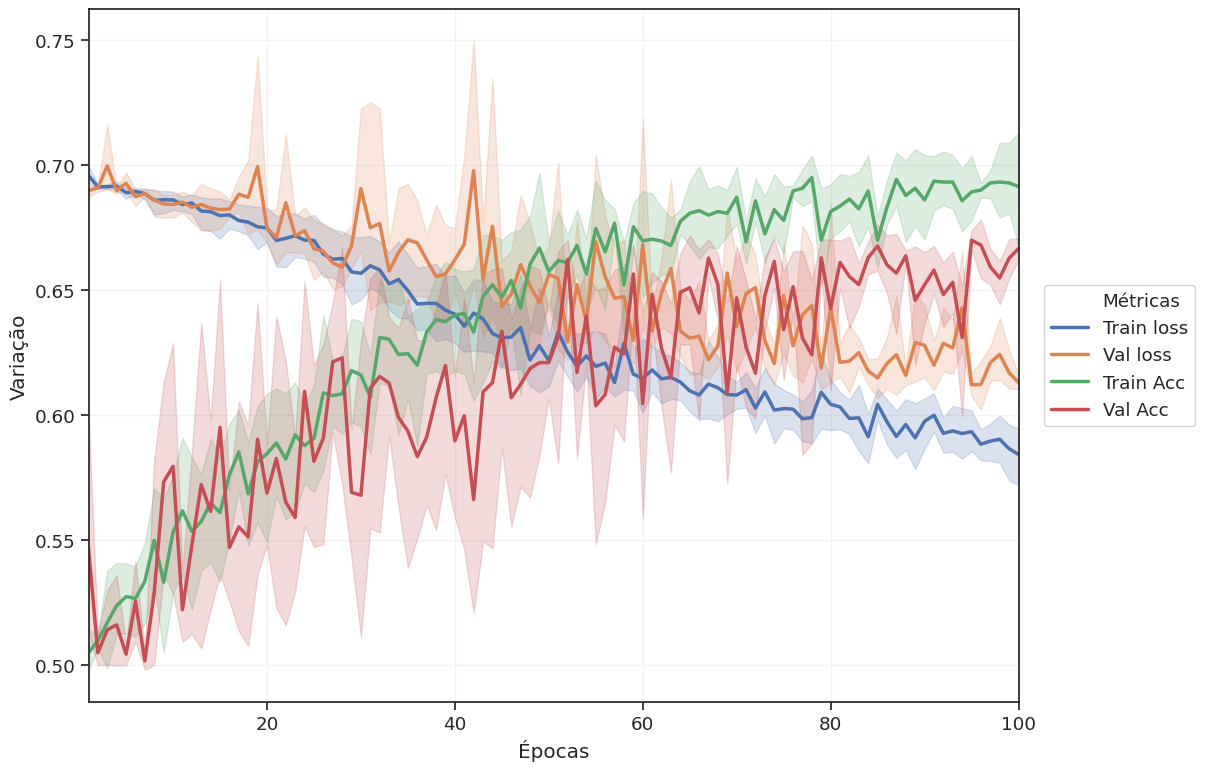 0.75
0.70
0.65
0.60
0.55
0.50
Variação
20
40
60
80
100
Épocas
Métricas
Train loss
Val loss
Train Acc
Val Acc